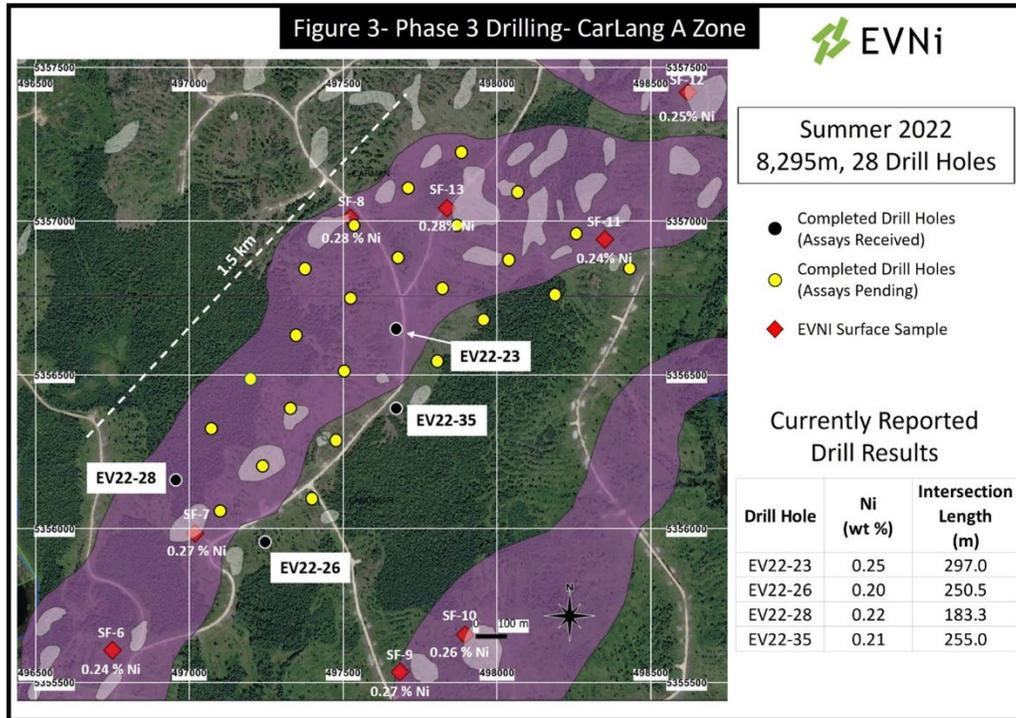 Figure 3- Phase 3 Drilling- CarLang A Zone
EVNi
Summer 2022
8,295m, 28 Drill Holes
Completed Drill Holes
(Assays Received)
Completed Drill Holes
(Assays Pending)
EVNI Surface Sample
Currently Reported
Drill Results
Drill Hole Ni (wt %) Intersection Length (m)
EV22-23 0.25 297.0
EV22-26 0.20 250.5
EV22-28 0.22 183.3
EV22-35 0.21 255.0
5357500 5357500
496500 497000 497500 498000 498500
SF-12
0.25% Ni
1.5 km
SF-13
0.28% Ni
SF-8
0.28 % Ni
SF-11
0.24% Ni
5357000 5357000
EV22-23
5356500 5356500
EV22-35
EV22-28
SF-7
0.27 % Ni
5356000 5356000
EV22-26
SF-6
0.24 % Ni
SF-10
0.26 % Ni
0 100 m
N
SF-9
0.27 % Ni
5355500 5355500
496500 497000 497500 498000 498500